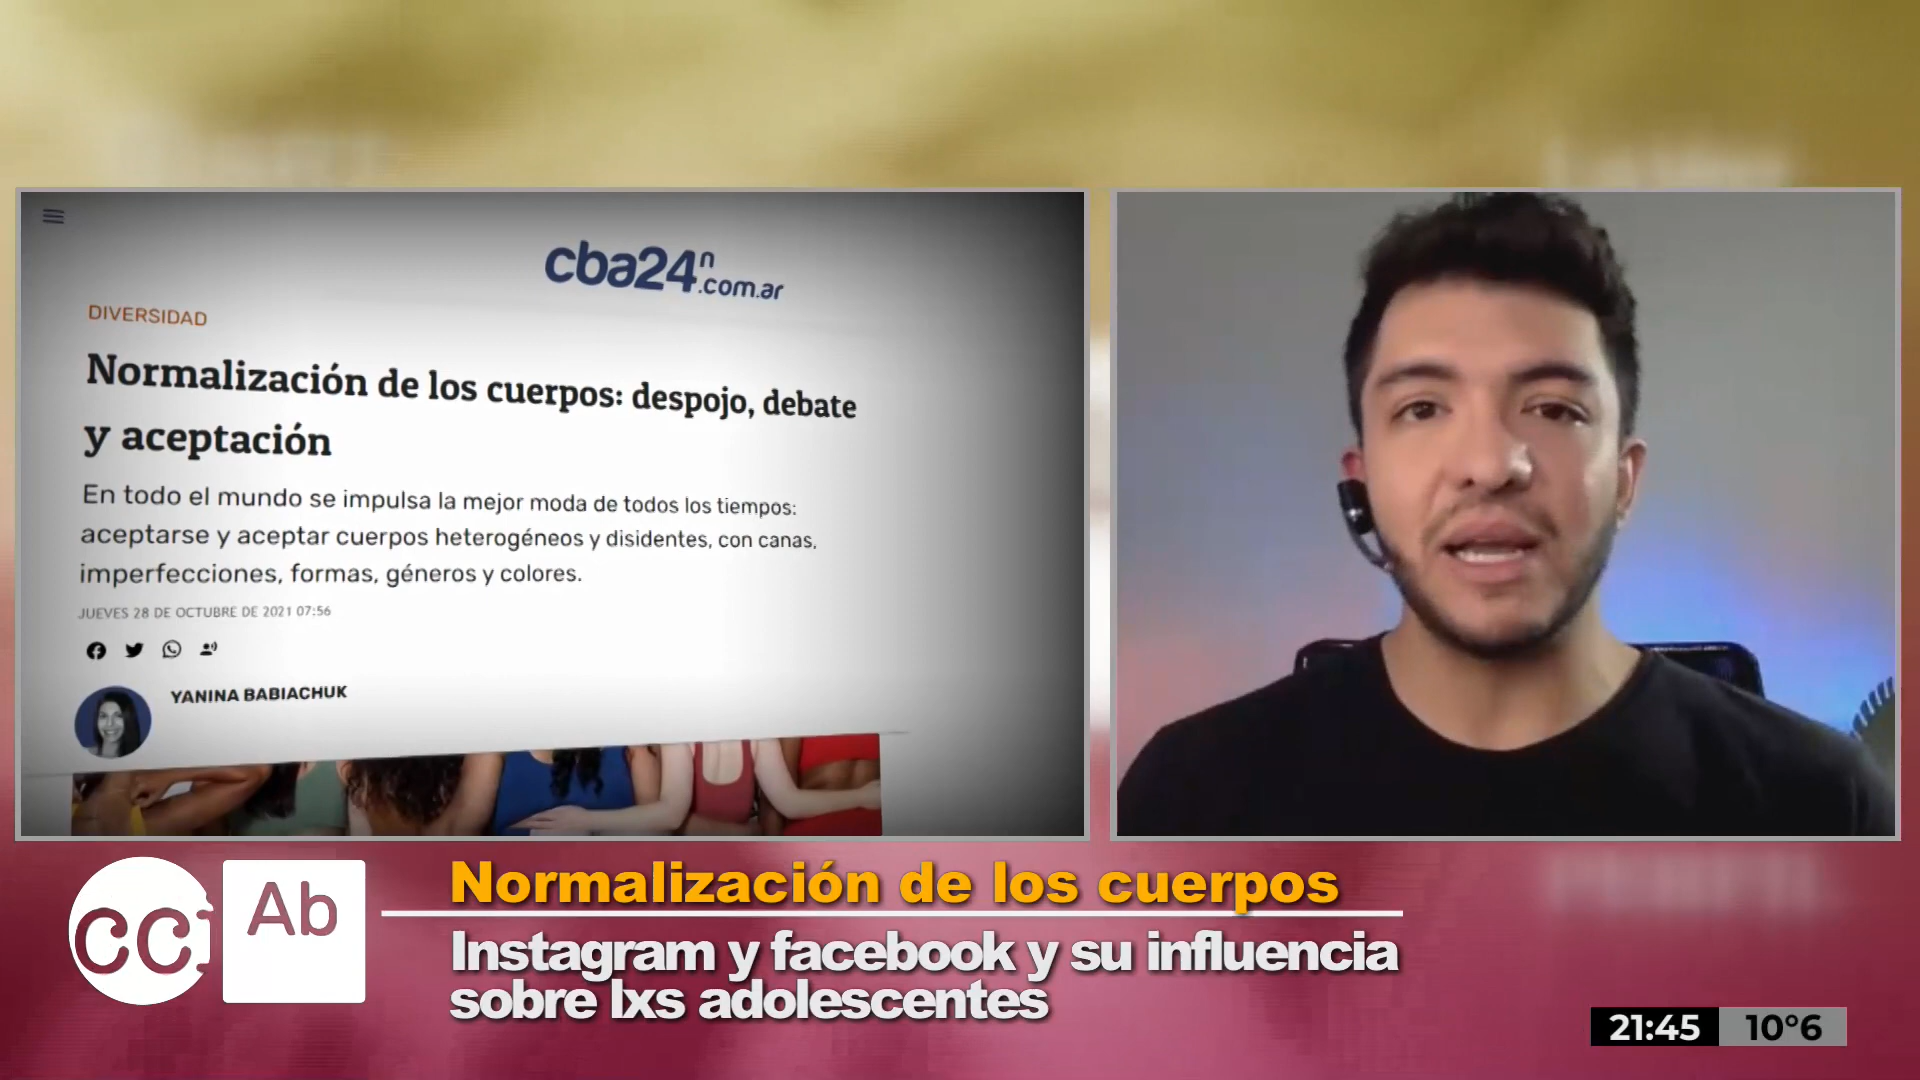 cba24n.com.ar
DIVERSIDAD
Normalización de los cuerpos: despojo, debate
y aceptación
En todo el mundo se impulsa la mejor moda de todos los tiempos:
aceptarse y aceptar cuerpos heterogéneos y disidentes, con canas,
imperfecciones, formas, géneros y colores.
JUEVES 28 DE OCTUBRE DE 2021 07:56
YANINA BABIACHUK
cci Ab
Normalización de los cuerpos
Instagram y facebook y su influencia
sobre lxs adolescentes
21:45 10°6